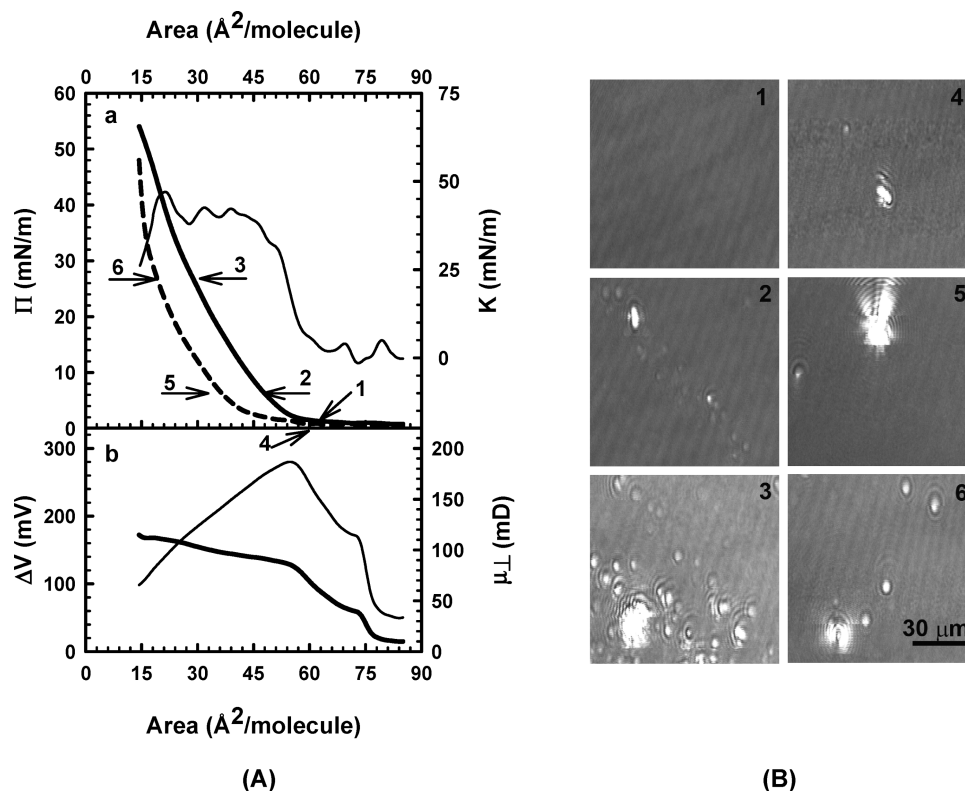 Area (Å2/molecule)
0 15 30 45 60 75 90
60 50 40 30 20 10 0
Π (mN/m)
a
75 50 25 0
K (mN/m)
6
3
5
2
1
4
b
300 200 100 0
ΔV (mV)
200 150 100 50 0
μ⊥ (mD)
0 15 30 45 60 75 90
Area (Å2/molecule)
(A)
1
4
2
5
3
6
30 μm
(B)